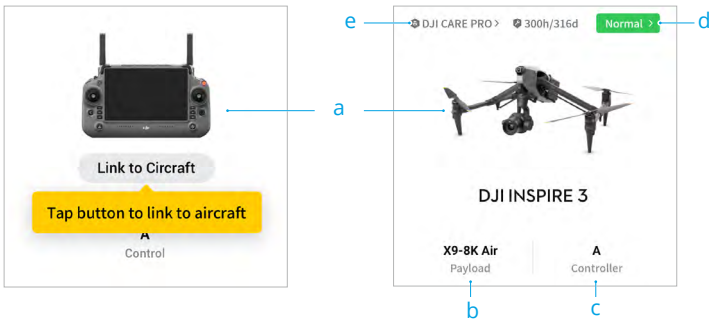 Link to Circraft
Tap button to link to aircraft
A
Control
a
e
DJI CARE PRO >
300h/316d
Normal >
d
DJI INSPIRE 3
X9-8K Air
Payload
A
Controller
b
c